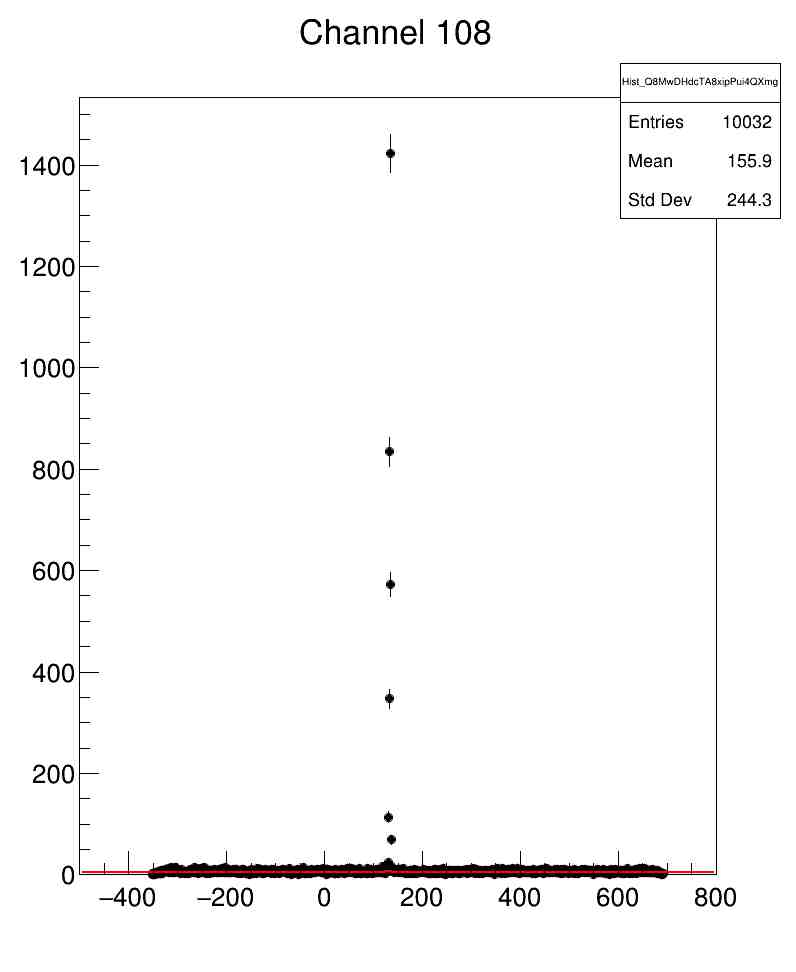 Channel 108
Hist_Q8MwDHdcTA8xipPui4QXmg
Entries 10032
Mean 155.9
Std Dev 244.3
1400
1200
1000
800
600
400
200
0
−400 −200 0 200 400 600 800